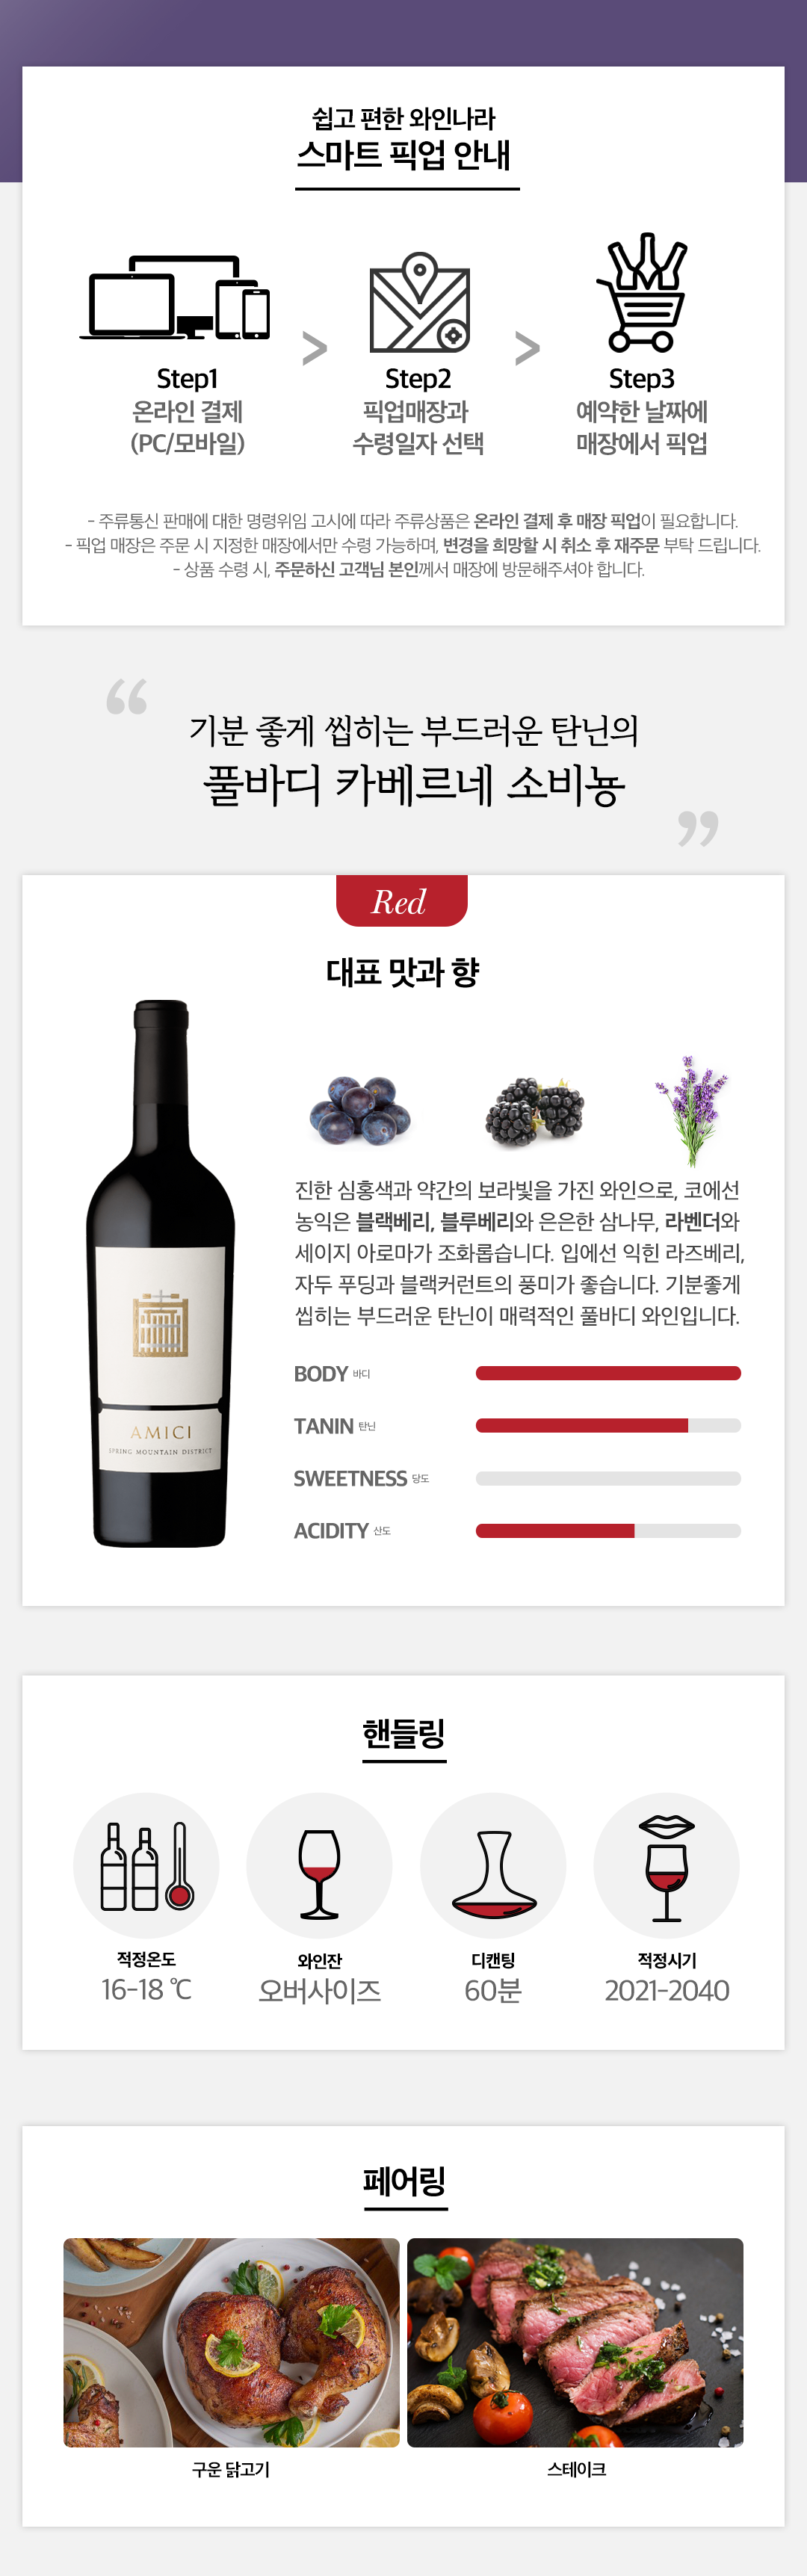 쉽고 편한 와인나라
스마트 픽업 안내
Step1
온라인 결제
(PC/모바일)
>
Step2
픽업매장과
수령일자 선택
>
Step3
예약한 날짜에
매장에서 픽업
- 주류통신 판매에 대한 명령위임 고시에 따라 주류상품은 온라인 결제 후 매장 픽업이 필요합니다.
- 픽업 매장은 주문 시 지정한 매장에서만 수령 가능하며, 변경을 희망할 시 취소 후 재주문 부탁 드립니다.
- 상품 수령 시, 주문하신 고객님 본인께서 매장에 방문해주셔야 합니다.
“
기분 좋게 씹히는 부드러운 탄닌의
풀바디 카베르네 소비뇽
”
Red
대표 맛과 향
진한 심홍색과 약간의 보라빛을 가진 와인으로, 코에선
농익은 블랙베리, 블루베리와 은은한 삼나무, 라벤더와
세이지 아로마가 조화롭습니다. 입에선 익힌 라즈베리,
자두 푸딩과 블랙커런트의 풍미가 좋습니다. 기분좋게
씹히는 부드러운 탄닌이 매력적인 풀바디 와인입니다.
AMICI
SPRING MOUNTAIN DISTRICT
BODY 바디
TANIN 탄닌
SWEETNESS 당도
ACIDITY 산도
핸들링
적정온도
16-18 ℃
와인잔
오버사이즈
디캔팅
60분
적정시기
2021-2040
페어링
구운 닭고기
스테이크